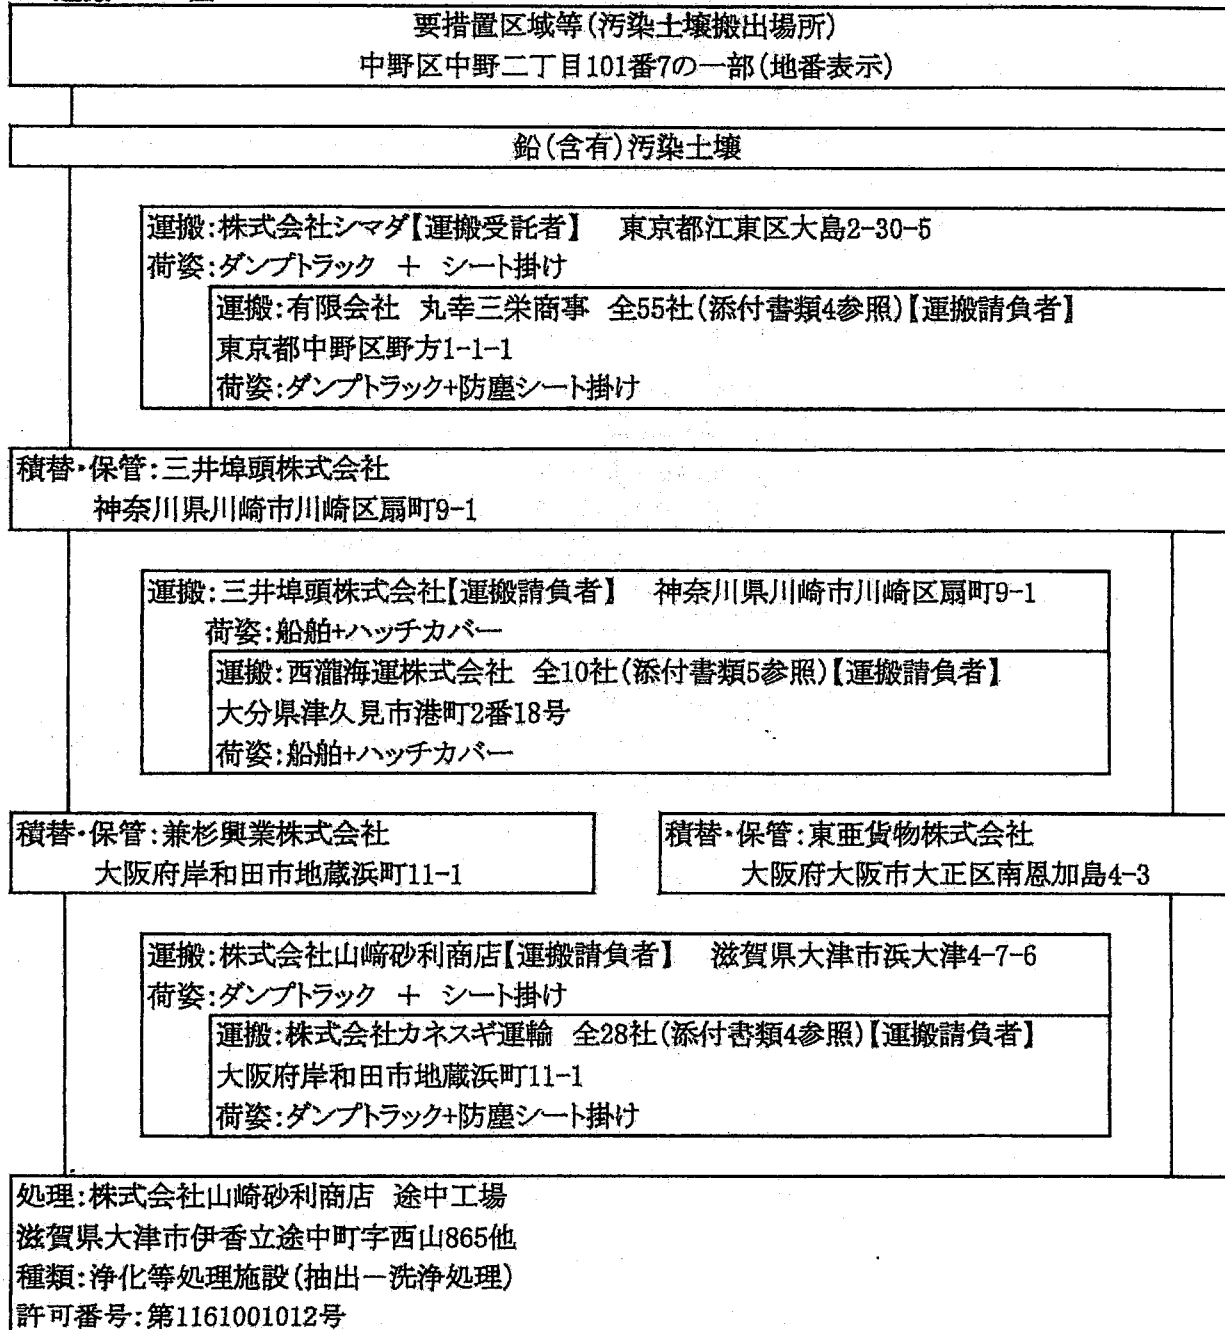 要措置区域等(汚染土壌搬出場所)
中野区中野二丁目101番7の一部(地番表示)
鉛(含有)汚染土壌
運搬:株式会社シマダ【運搬受託者】 東京都江東区大島2-30-5
荷姿:ダンプトラック + シート掛け
運搬:有限会社 丸幸三栄商事 全55社(添付書類4参照)【運搬請負者】
東京都中野区野方1-1-1
荷姿:ダンプトラック+防塵シート掛け
積替・保管:三井埠頭株式会社
神奈川県川崎市川崎区扇町9-1
運搬:三井埠頭株式会社【運搬請負者】 神奈川県川崎市川崎区扇町9-1
荷姿:船舶+ハッチカバー
運搬:西瀧海運株式会社 全10社(添付書類5参照)【運搬請負者】
大分県津久見市港町2番18号
荷姿:船舶+ハッチカバー
積替・保管:兼杉興業株式会社
大阪府岸和田市地蔵浜町11-1
積替・保管:東亜貨物株式会社
大阪府大阪市大正区南恩加島4-3
運搬:株式会社山﨑砂利商店【運搬請負者】 滋賀県大津市浜大津4-7-6
荷姿:ダンプトラック + シート掛け
運搬:株式会社カネスギ運輸 全28社(添付書類4参照)【運搬請負者】
大阪府岸和田市地蔵浜町11-1
荷姿:ダンプトラック+防塵シート掛け
処理:株式会社山崎砂利商店 途中工場
滋賀県大津市伊香立途中町字西山865他
種類:浄化等処理施設(抽出－洗浄処理)
許可番号:第1161001012号